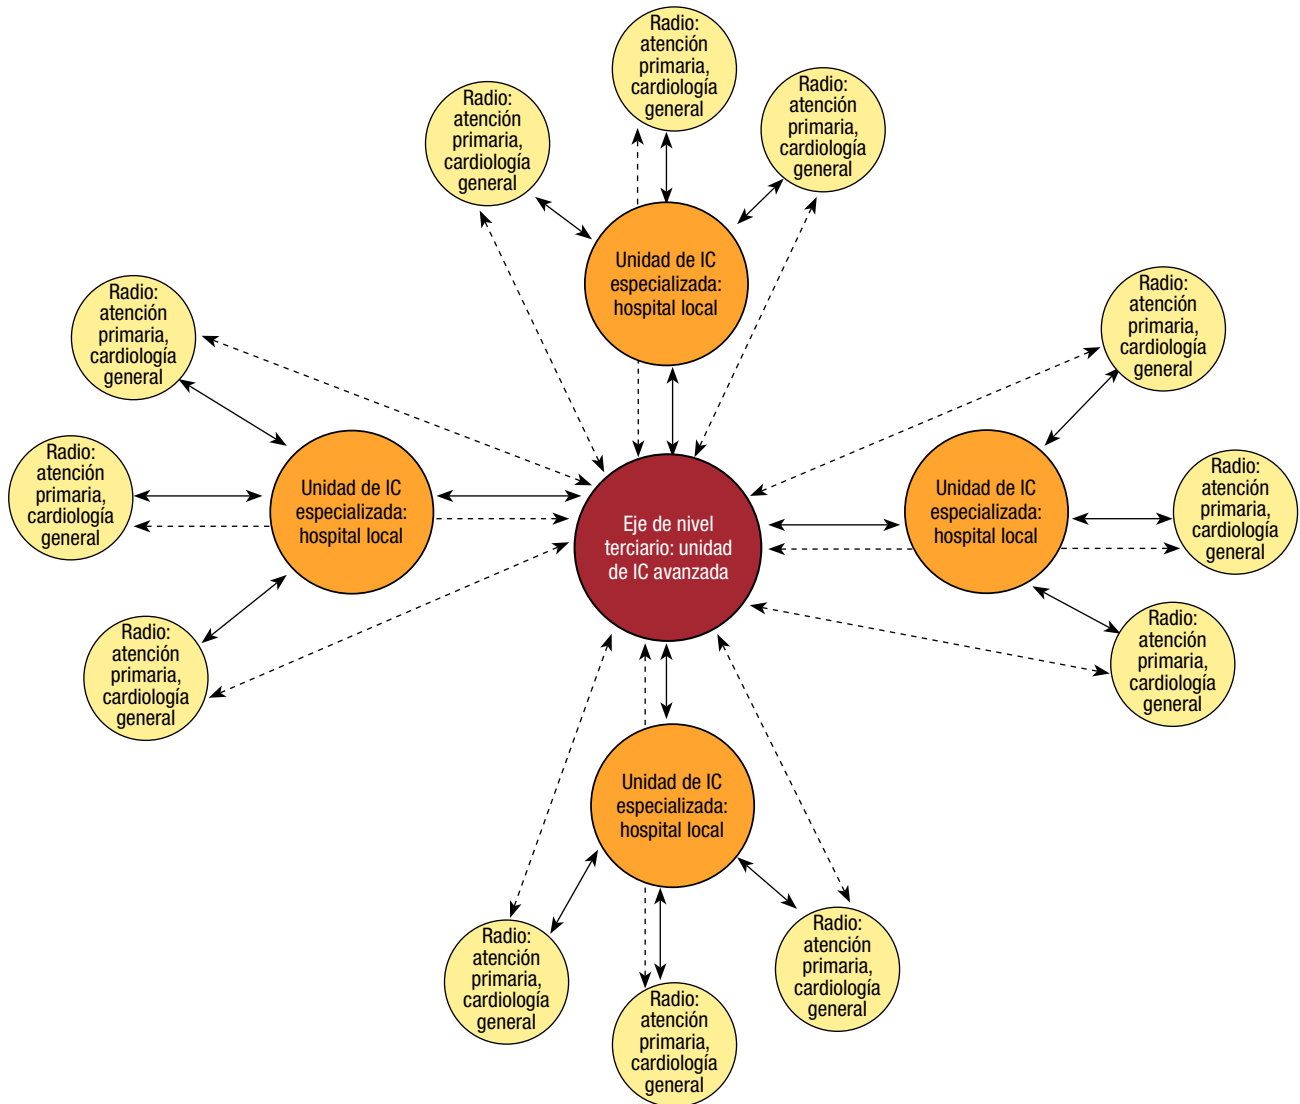 Radio:
atención
primaria,
cardiología
general
Radio:
atención
primaria,
cardiología
general
Radio:
atención
primaria,
cardiología
general
Unidad de IC
especializada:
hospital local
Radio:
atención
primaria,
cardiología
general
Radio:
atención
primaria,
cardiología
general
Radio:
atención
primaria,
cardiología
general
Unidad de IC
especializada:
hospital local
Eje de nivel
terciario: unidad
de IC avanzada
Unidad de IC
especializada:
hospital local
Radio:
atención
primaria,
cardiología
general
Radio:
atención
primaria,
cardiología
general
Radio:
atención
primaria,
cardiología
general
Unidad de IC
especializada:
hospital local
Radio:
atención
primaria,
cardiología
general
Radio:
atención
primaria,
cardiología
general
Radio:
atención
primaria,
cardiología
general